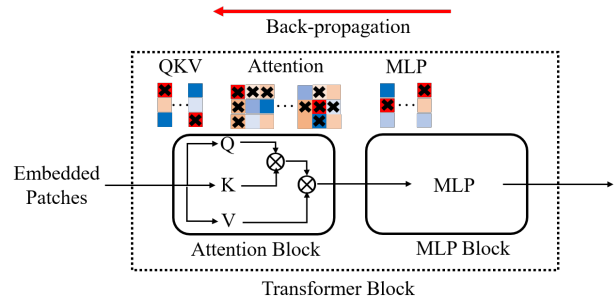 Back-propagation
QKV
Attention
MLP
Embedded
Patches
Q
K
V
MLP
Attention Block
MLP Block
Transformer Block